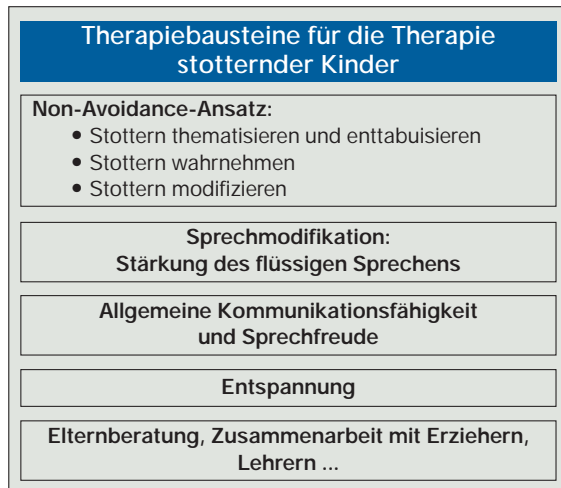 Therapiebausteine für die Therapie
stotternder Kinder
Non-Avoidance-Ansatz:
• Stottern thematisieren und enttabuisieren
• Stottern wahrnehmen
• Stottern modifizieren
Sprechmodifikation:
Stärkung des flüssigen Sprechens
Allgemeine Kommunikationsfähigkeit
und Sprechfreude
Entspannung
Elternberatung, Zusammenarbeit mit Erziehern,
Lehrern ...